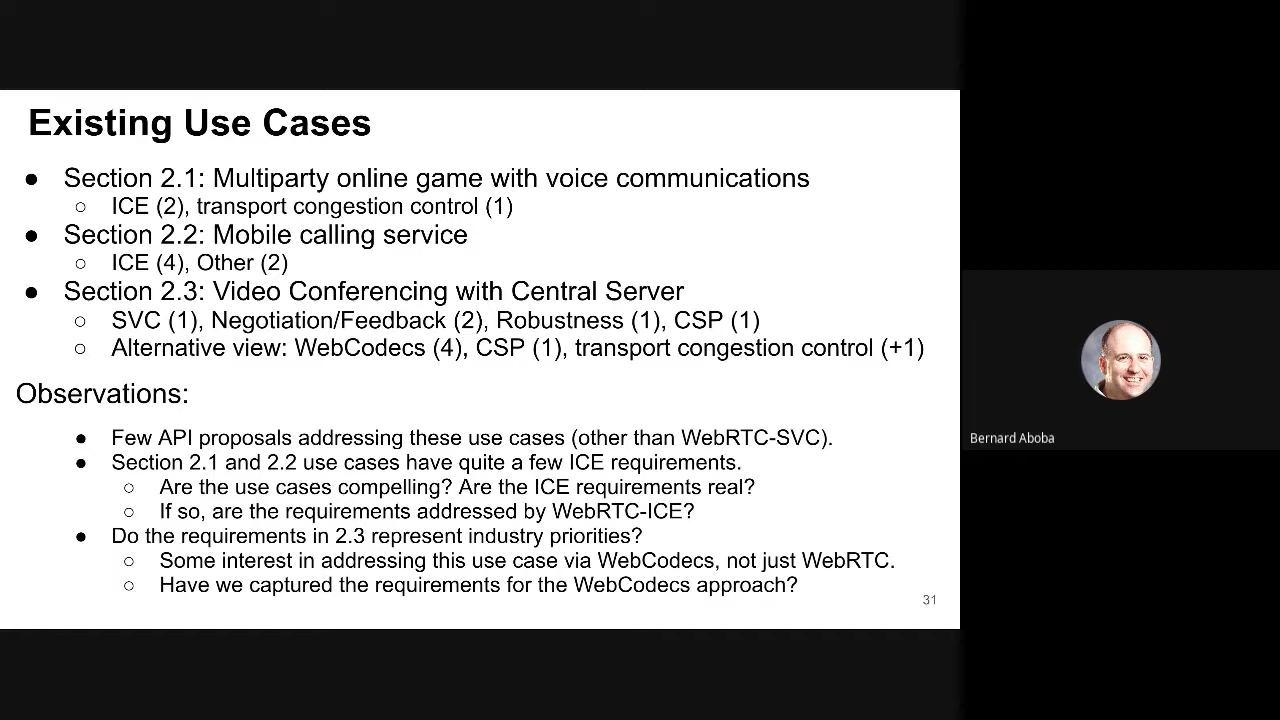 Existing Use Cases
● Section 2.1: Multiparty online game with voice communications
○ ICE (2), transport congestion control (1)
● Section 2.2: Mobile calling service
○ ICE (4), Other (2)
● Section 2.3: Video Conferencing with Central Server
○ SVC (1), Negotiation/Feedback (2), Robustness (1), CSP (1)
○ Alternative view: WebCodecs (4), CSP (1), transport congestion control (+1)
Observations:
● Few API proposals addressing these use cases (other than WebRTC-SVC).
● Section 2.1 and 2.2 use cases have quite a few ICE requirements.
○ Are the use cases compelling? Are the ICE requirements real?
○ If so, are the requirements addressed by WebRTC-ICE?
● Do the requirements in 2.3 represent industry priorities?
○ Some interest in addressing this use case via WebCodecs, not just WebRTC.
○ Have we captured the requirements for the WebCodecs approach?
31
Bernard Aboba